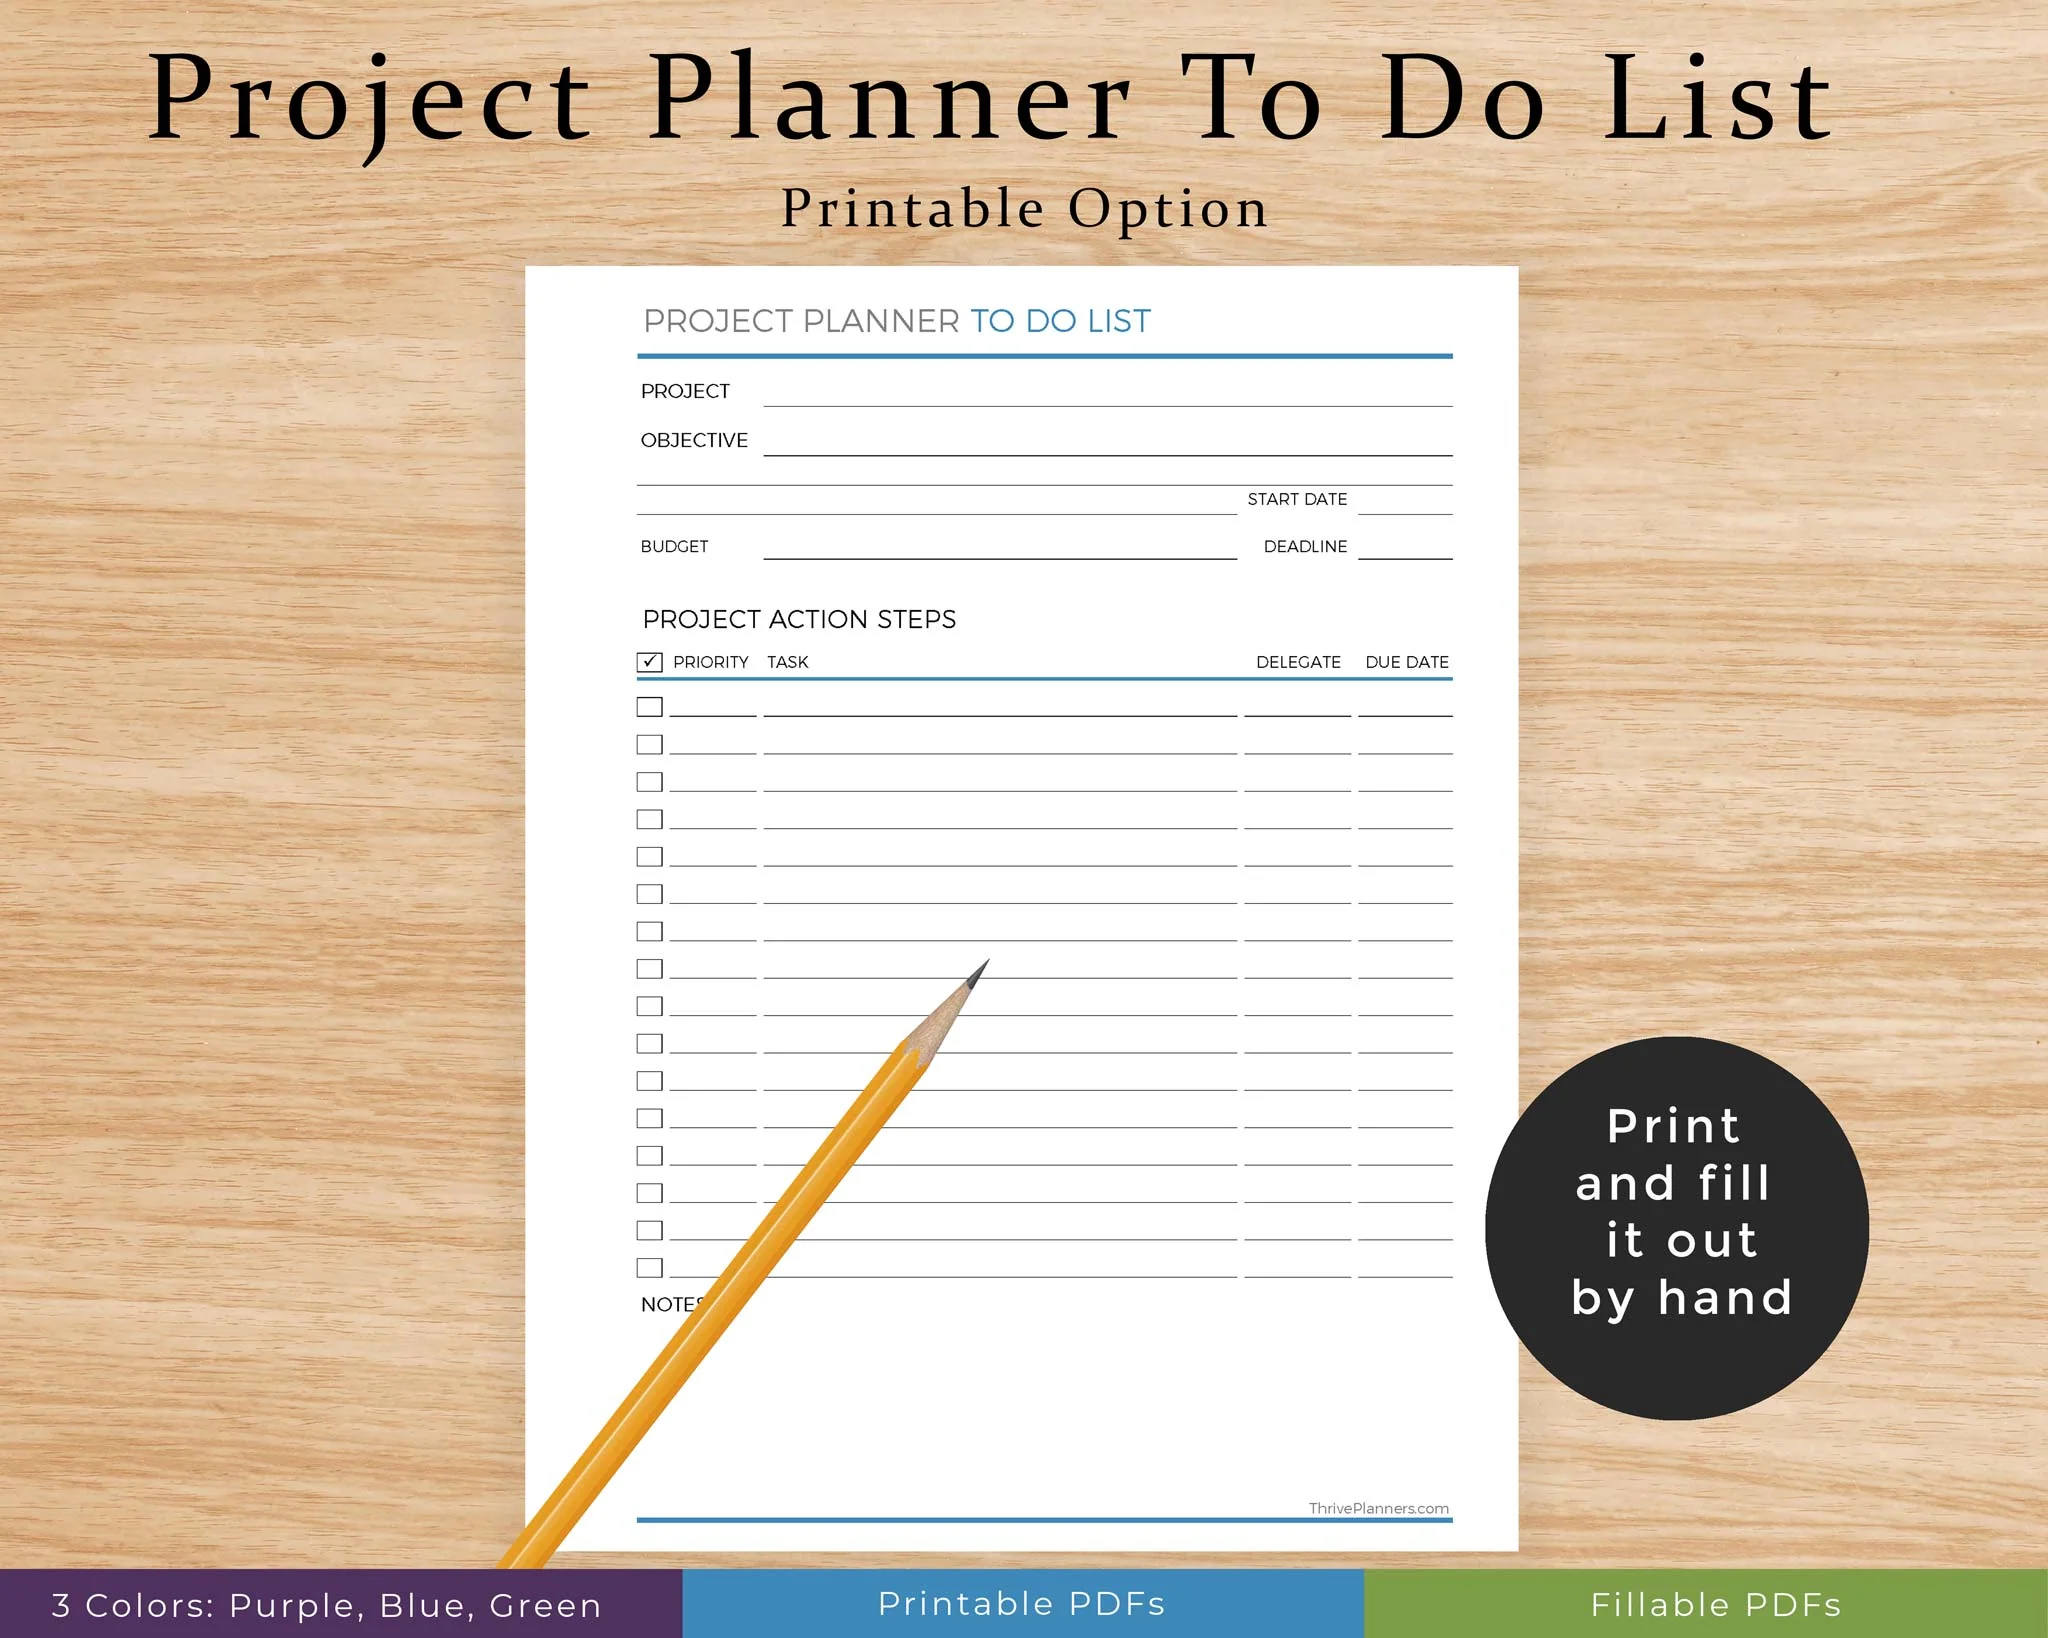 Project Planner To Do List
Printable Option
PROJECT PLANNER TO DO LIST
PROJECT
OBJECTIVE
START DATE
BUDGET
DEADLINE
PROJECT ACTION STEPS
✓ PRIORITY TASK DELEGATE DUE DATE
NOTES
Print
and fill
it out
by hand
ThrivePlanners.com
3 Colors: Purple, Blue, Green
Printable PDFs
Fillable PDFs